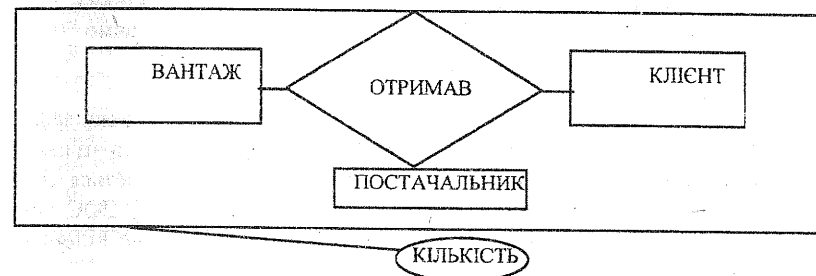 ВАНТАЖ
ОТРИМАВ
КЛІЄНТ
ПОСТАЧАЛЬНИК
КІЛЬКІСТЬ